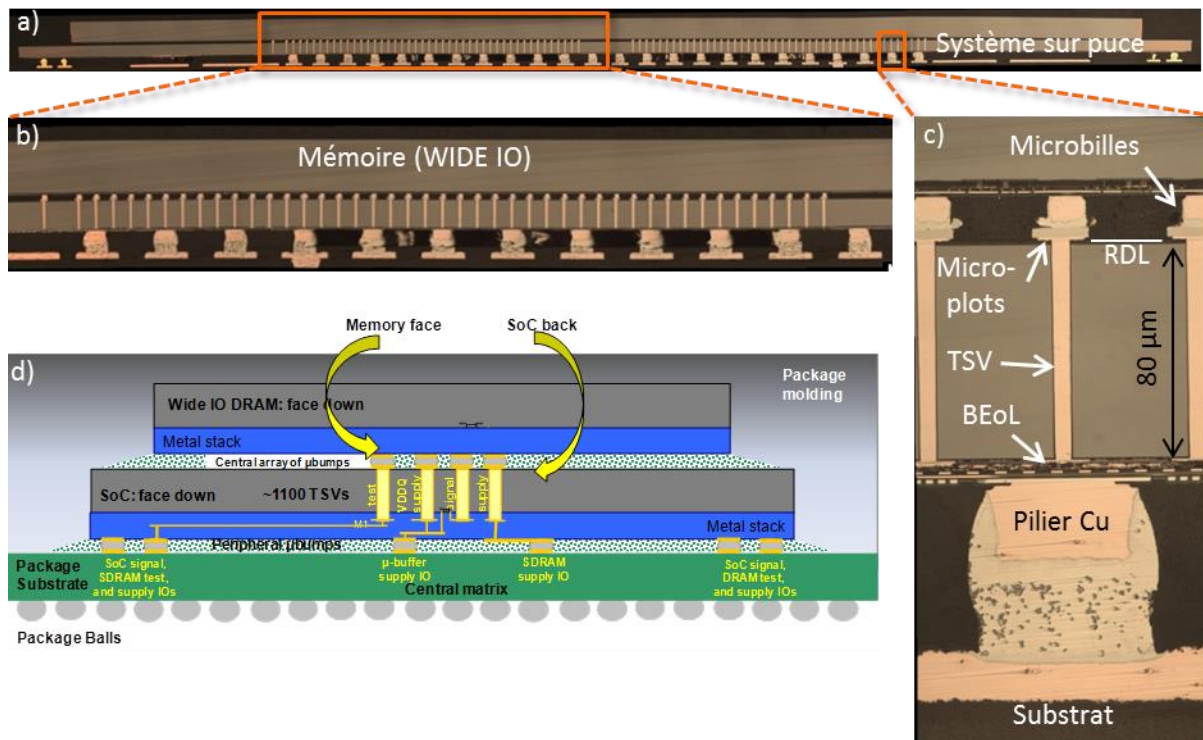 a)
Système sur puce
b)
Mémoire (WIDE IO)
c)
Microbilles
RDL
Micro-
plots
TSV
80 µm
BEoL
Pilier Cu
Substrat
Memory face
SoC back
d)
Package
molding
Wide IO DRAM: face down
Metal stack
Central array of µbumps
SoC: face down
~1100 TSVs
test
VDDQ
supply
signal
supply
M1
Metal stack
Peripheral µbumps
Package
Substrate
SoC signal,
SDRAM test,
and supply IOs
µ-buffer
supply IO
SDRAM
supply IO
SoC signal,
DRAM test,
and supply IOs
Central matrix
Package Balls